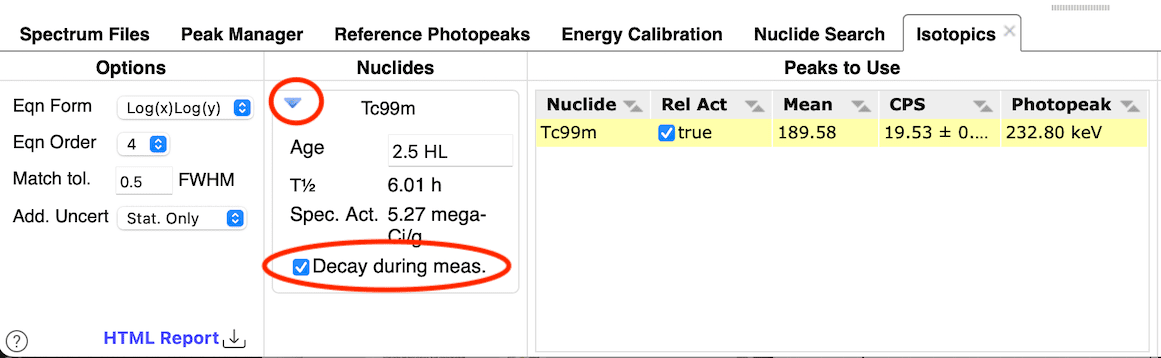 Spectrum Files Peak Manager Reference Photopeaks Energy Calibration Nuclide Search Isotopics
Options
Eqn Form Log(x)Log(y)
Eqn Order 4
Match tol. 0.5 FWHM
Add. Uncert Stat. Only
HTML Report
?
Nuclides
Tc99m
Age 2.5 HL
T½ 6.01 h
Spec. Act. 5.27 mega-
Ci/g
Decay during meas.
Peaks to Use
Nuclide Rel Act Mean CPS Photopeak
Tc99m true 189.58 19.53 ± 0.... 232.80 keV